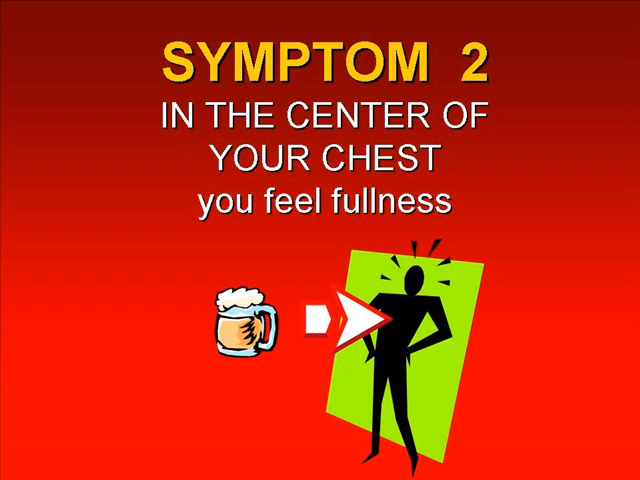 SYMPTOM 2
IN THE CENTER OF
YOUR CHEST
you feel fullness